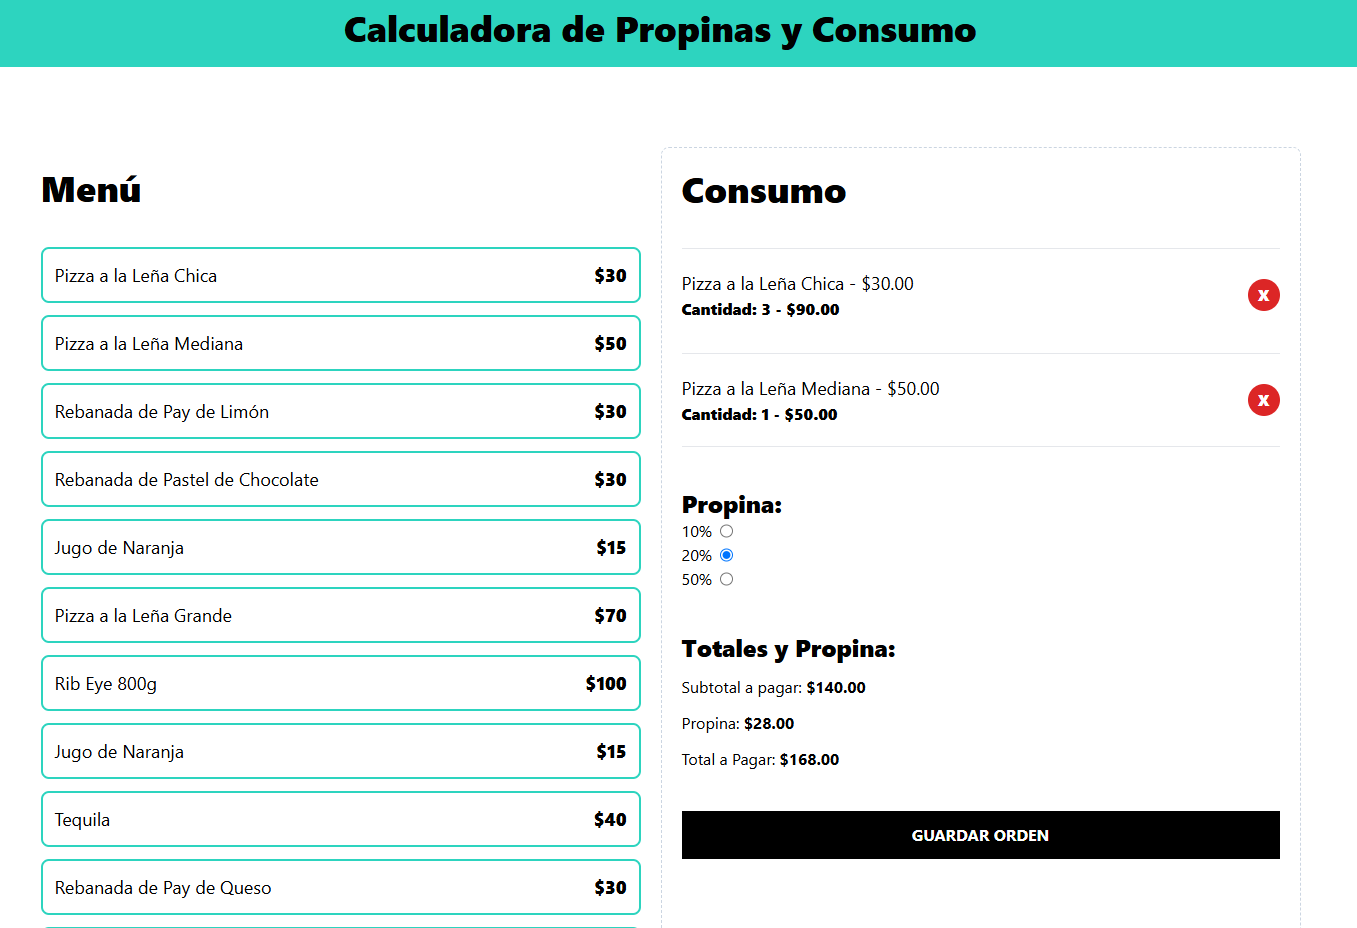 Calculadora de Propinas y Consumo
Menú
Pizza a la Leña Chica $30
Pizza a la Leña Mediana $50
Rebanada de Pay de Limón $30
Rebanada de Pastel de Chocolate $30
Jugo de Naranja $15
Pizza a la Leña Grande $70
Rib Eye 800g $100
Jugo de Naranja $15
Tequila $40
Rebanada de Pay de Queso $30
Consumo
Pizza a la Leña Chica - $30.00
Cantidad: 3 - $90.00
X
Pizza a la Leña Mediana - $50.00
Cantidad: 1 - $50.00
X
Propina:
10%
20%
50%
Totales y Propina:
Subtotal a pagar: $140.00
Propina: $28.00
Total a Pagar: $168.00
GUARDAR ORDEN